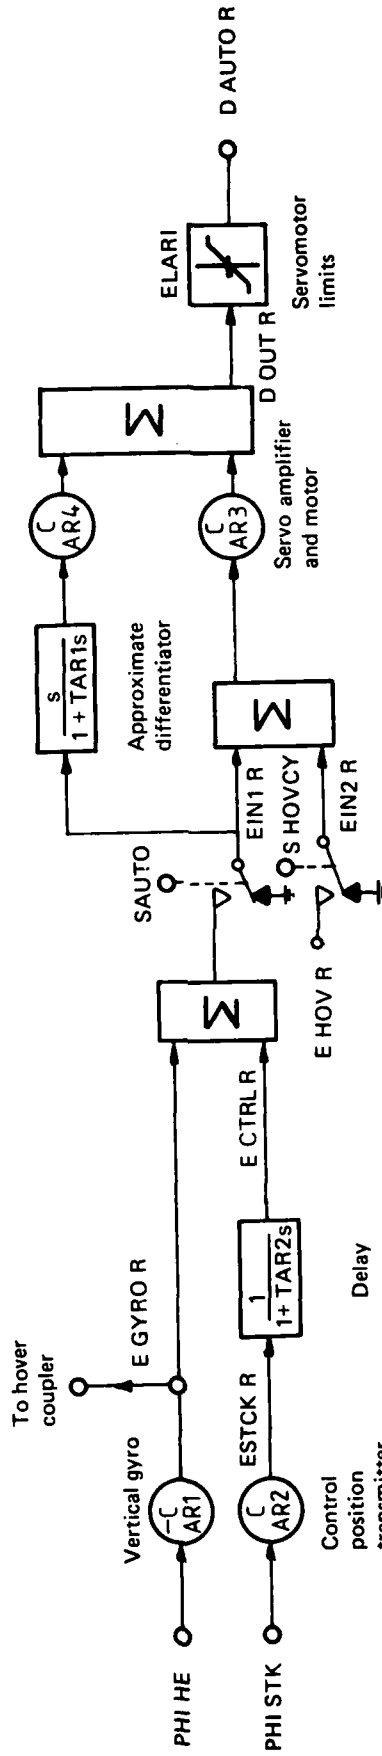 PHI HE
Vertical gyro
-C
AR1
To hover
coupler
E GYRO R
PHI STK
C
AR2
Control
position
ESTCK R
1
1+ TAR2s
Delay
E CTRL R
Σ
SAUTO
EIN1 R
E HOV R
S HOVCY
EIN2 R
s
1 + TAR1s
Approximate
differentiator
Σ
C
AR4
C
AR3
Servo amplifier
and motor
Σ
D OUT R
ELARI
Servomotor
limits
D AUTO R